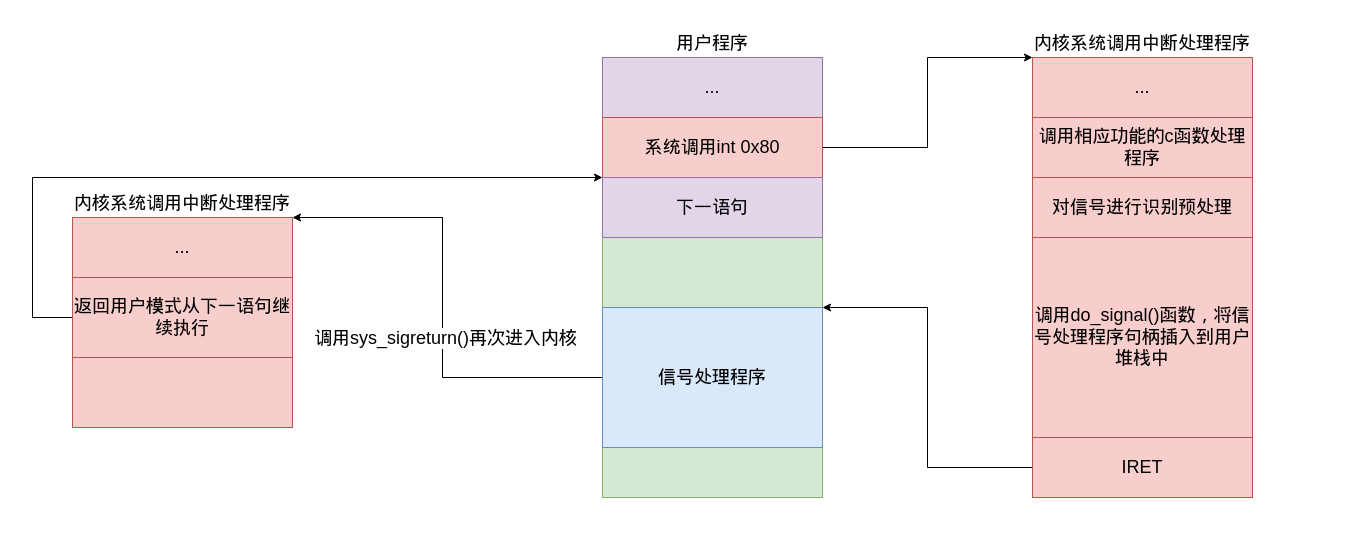 用户程序
...
系统调用int 0x80
下一语句
信号处理程序
内核系统调用中断处理程序
...
调用相应功能的c函数处理
程序
对信号进行识别预处理
调用do_signal()函数，将信
号处理程序句柄插入到用户
堆栈中
IRET
调用sys_sigreturn()再次进入内核
内核系统调用中断处理程序
...
返回用户模式从下一语句继
续执行